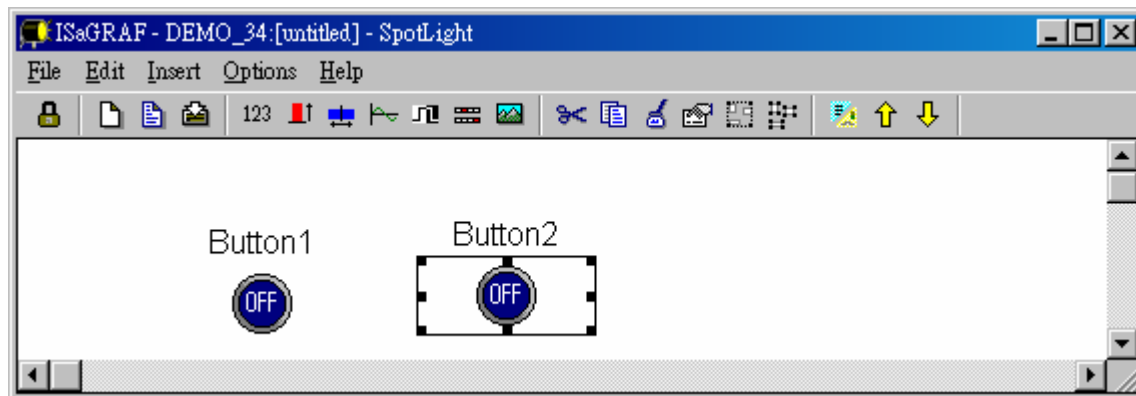 ISaGRAF - DEMO_34:[untitled] - SpotLight
File Edit Insert Options Help
123
Button1 Button2
OFF OFF